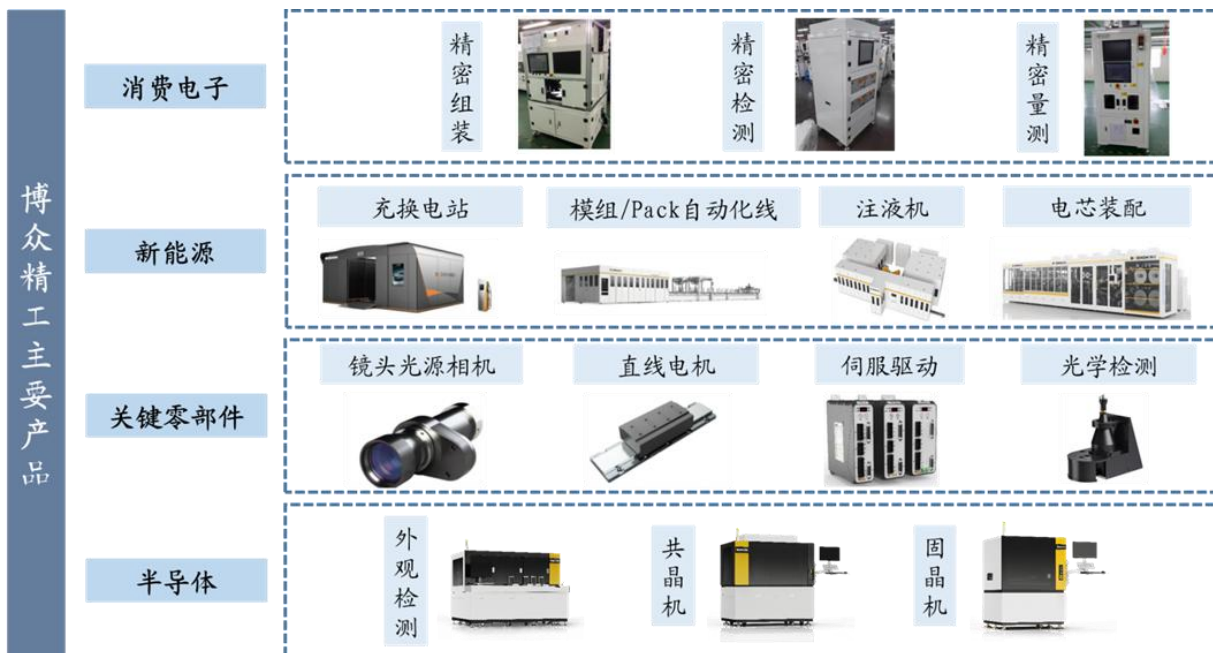 博众精工主要产品
消费电子
精密组装
精密检测
精密量测
新能源
充换电站
模组/Pack自动化线
注液机
电芯装配
关键零部件
镜头光源相机
直线电机
伺服驱动
光学检测
半导体
外观检测
共晶机
固晶机